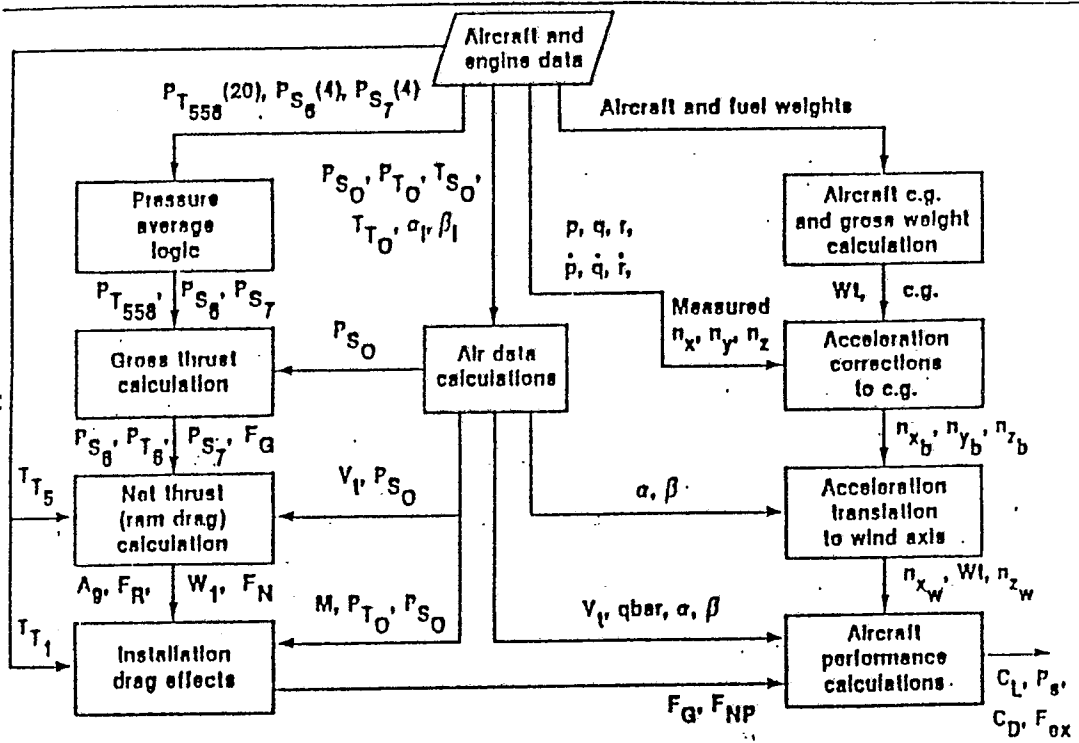 Aircraft and
engine data
P_T558(20), P_S6(4), P_S7(4)
Aircraft and fuel weights
P_S0, P_T0, T_S0,
T_T0, α_i, β_i
Pressure
average
logic
p, q, r,
ṗ, q̇, ṙ,
Aircraft c.g.
and gross weight
calculation
P_T558, P_S6, P_S7
Wt, c.g.
Measured
n_x, n_y, n_z
Gross thrust
calculation
P_S0
Air data
calculations
Acceleration
corrections
to c.g.
P_S6, P_T6, P_S7, F_G
n_xb, n_yb, n_zb
T_T5
Net thrust
(ram drag)
calculation
V_t, P_S0
α, β
Acceleration
translation
to wind axis
A_9, F_R, W_1, F_N
n_xw, Wt, n_zw
T_T1
M, P_T0, P_S0
V_t, qbar, α, β
Installation
drag effects
Aircraft
performance
calculations
F_G, F_NP
C_L, P_s,
C_D, F_ex